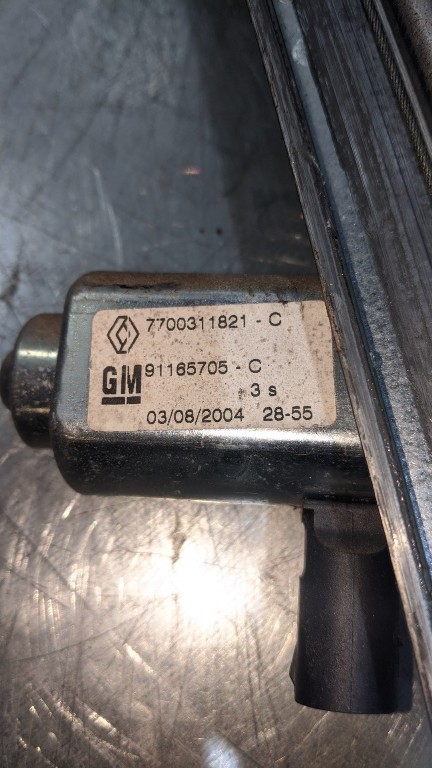 7700311821 - C
GM 91165705 - C
3 s
03/08/2004 28-55